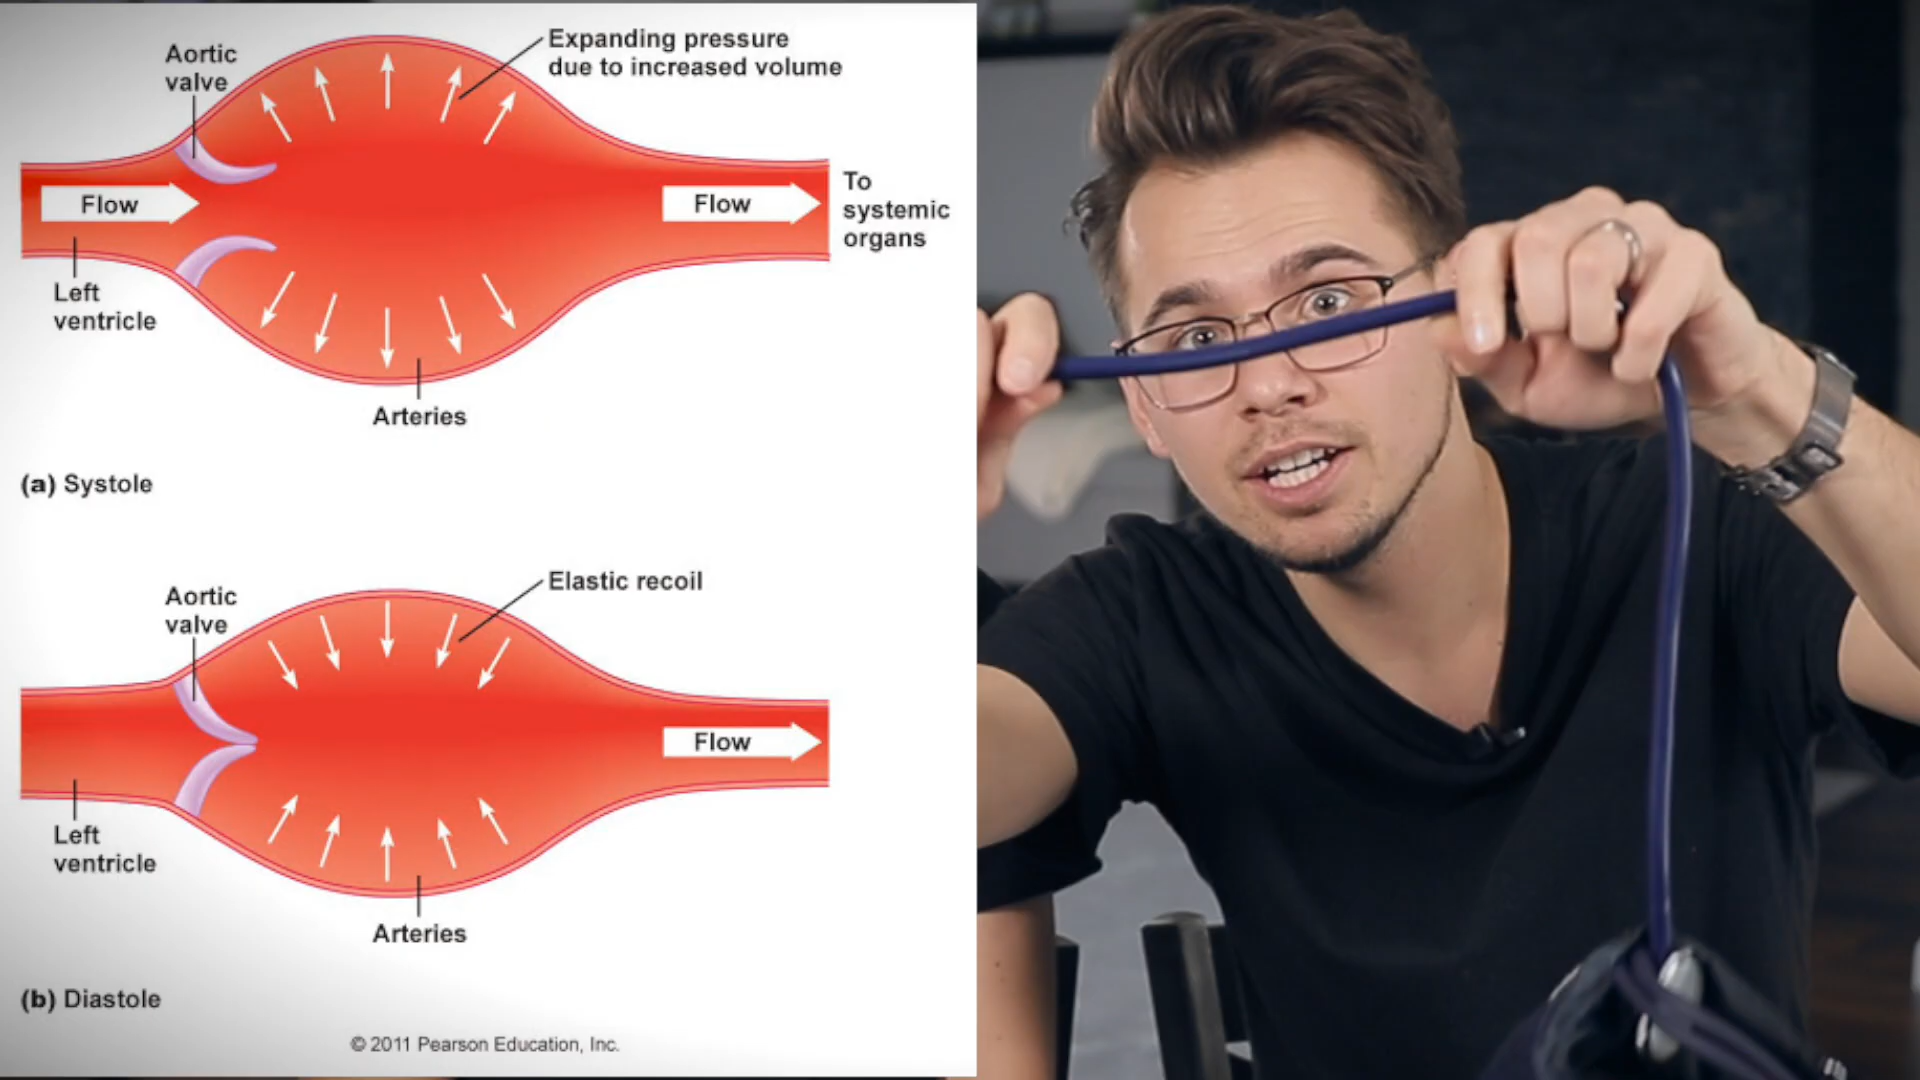 Aortic
valve
Expanding pressure
due to increased volume
Flow
Flow
To
systemic
organs
Left
ventricle
Arteries
(a) Systole
Aortic
valve
Elastic recoil
Flow
Left
ventricle
Arteries
(b) Diastole
© 2011 Pearson Education, Inc.